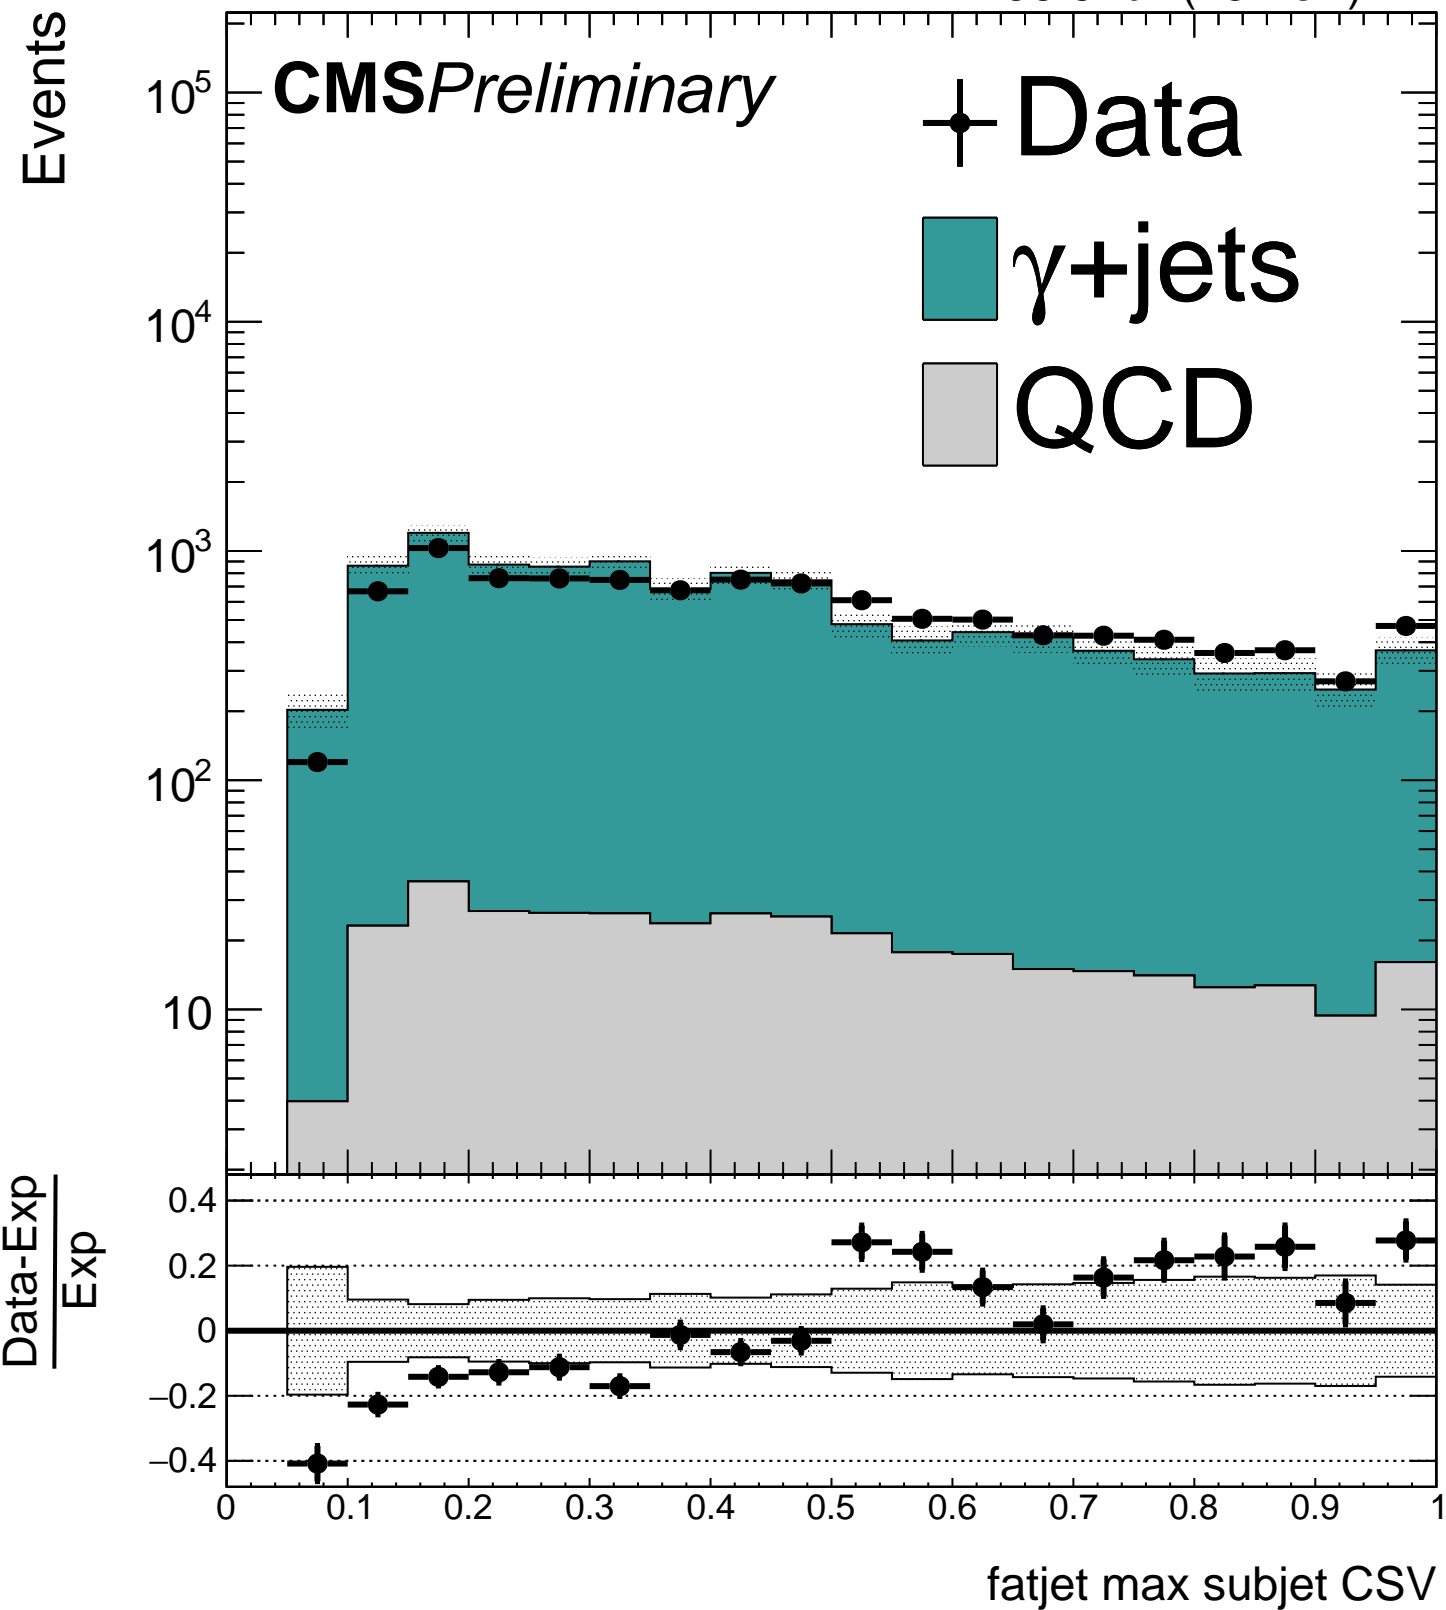 CMS Preliminary
Events
Data
γ+jets
QCD
10^5
10^4
10^3
10^2
10
Data-Exp
Exp
0.4
0.2
0
−0.2
−0.4
0 0.1 0.2 0.3 0.4 0.5 0.6 0.7 0.8 0.9 1
fatjet max subjet CSV